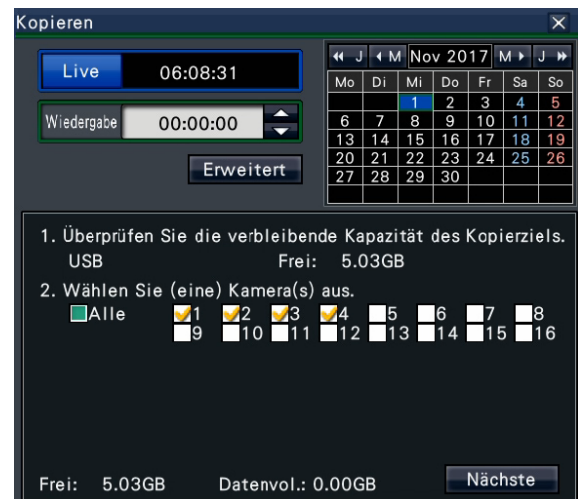 Kopieren
Live 06:08:31
Wiedergabe 00:00:00
Erweitert
J M Nov 2017 M J
Mo Di Mi Do Fr Sa So
1 2 3 4 5
6 7 8 9 10 11 12
13 14 15 16 17 18 19
20 21 22 23 24 25 26
27 28 29 30
1. Überprüfen Sie die verbleibende Kapazität des Kopierziels.
USB Frei: 5.03GB
2. Wählen Sie (eine) Kamera(s) aus.
Alle 1 2 3 4 5 6 7 8
9 10 11 12 13 14 15 16
Frei: 5.03GB Datenvol.: 0.00GB Nächste